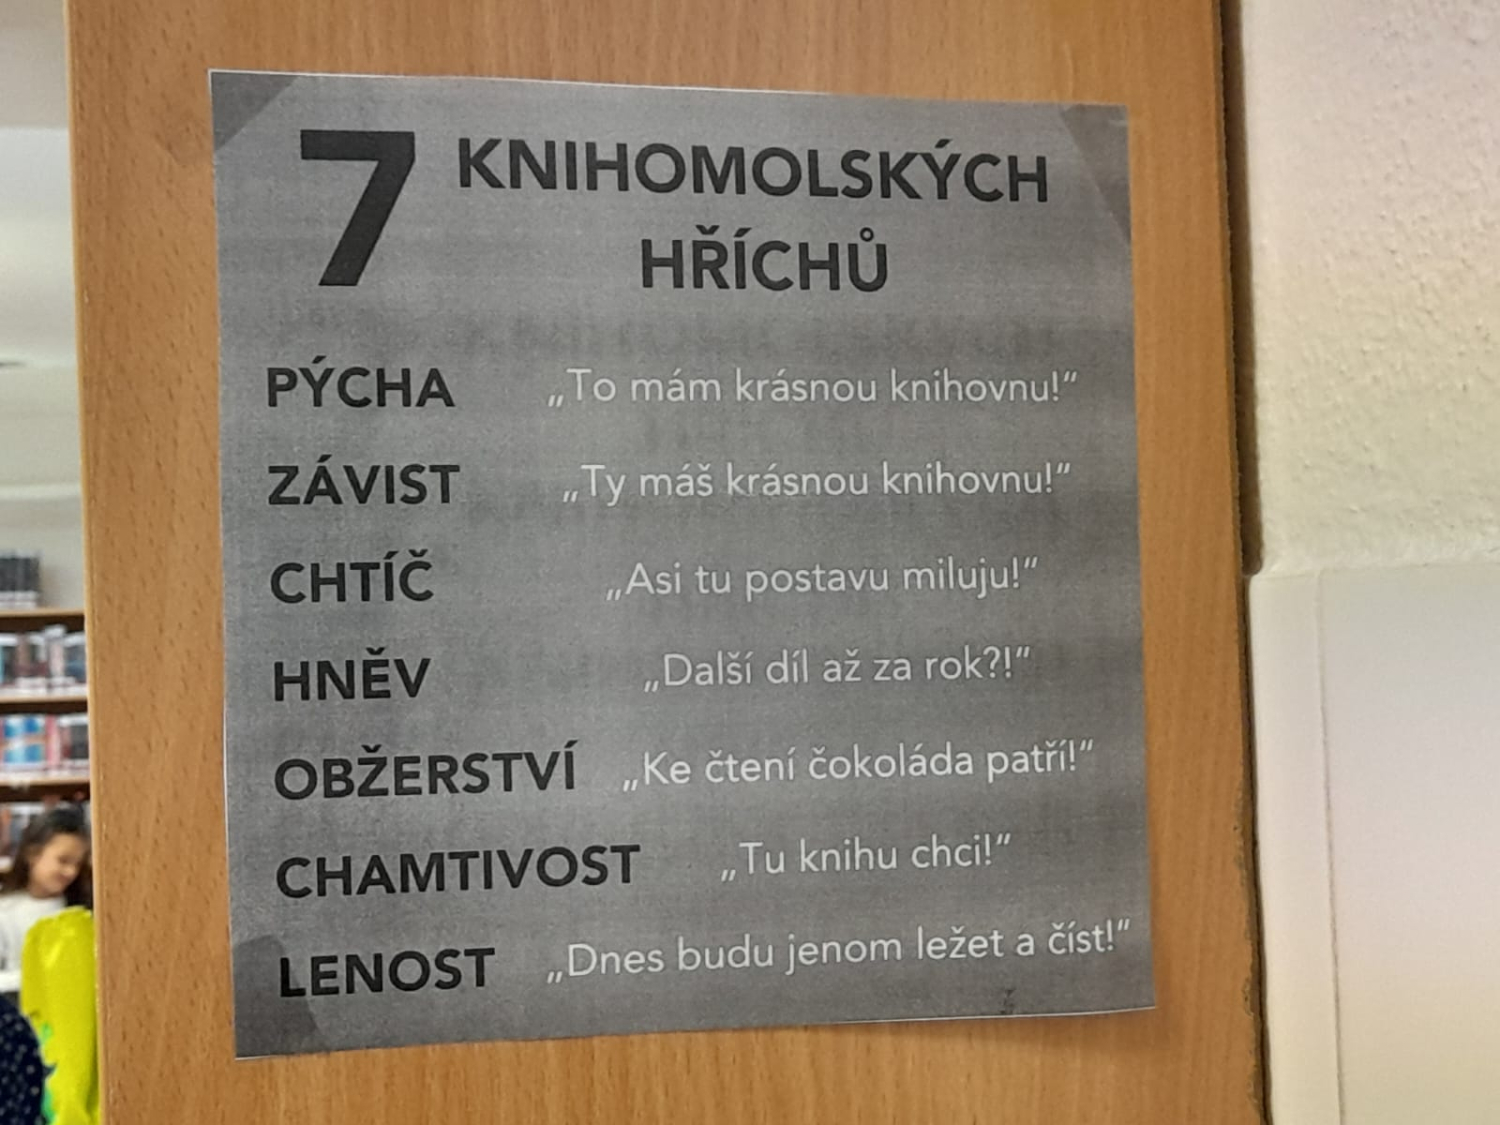 7 KNIHOMOLSKÝCH
HŘÍCHŮ
PÝCHA „To mám krásnou knihovnu!“
ZÁVIST „Ty máš krásnou knihovnu!“
CHTÍČ „Asi tu postavu miluju!“
HNĚV „Další díl až za rok?!“
OBŽERSTVÍ „Ke čtení čokoláda patří!“
CHAMTIVOST „Tu knihu chci!“
LENOST „Dnes budu jenom ležet a číst!“